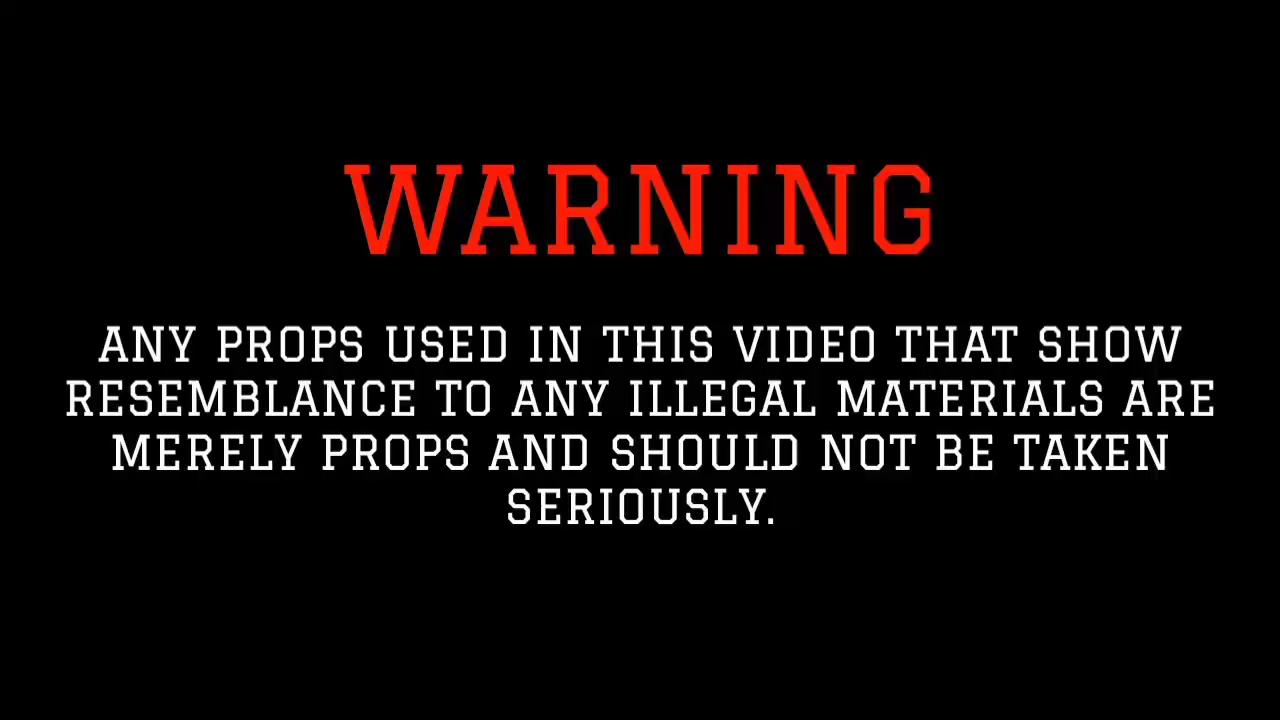 WARNING
ANY PROPS USED IN THIS VIDEO THAT SHOW
RESEMBLANCE TO ANY ILLEGAL MATERIALS ARE
MERELY PROPS AND SHOULD NOT BE TAKEN
SERIOUSLY.